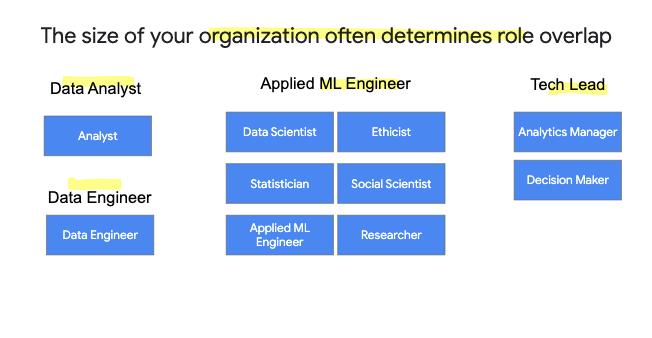 The size of your organization often determines role overlap
Data Analyst
Analyst
Data Engineer
Data Engineer
Applied ML Engineer
Data Scientist
Ethicist
Statistician
Social Scientist
Applied ML
Engineer
Researcher
Tech Lead
Analytics Manager
Decision Maker